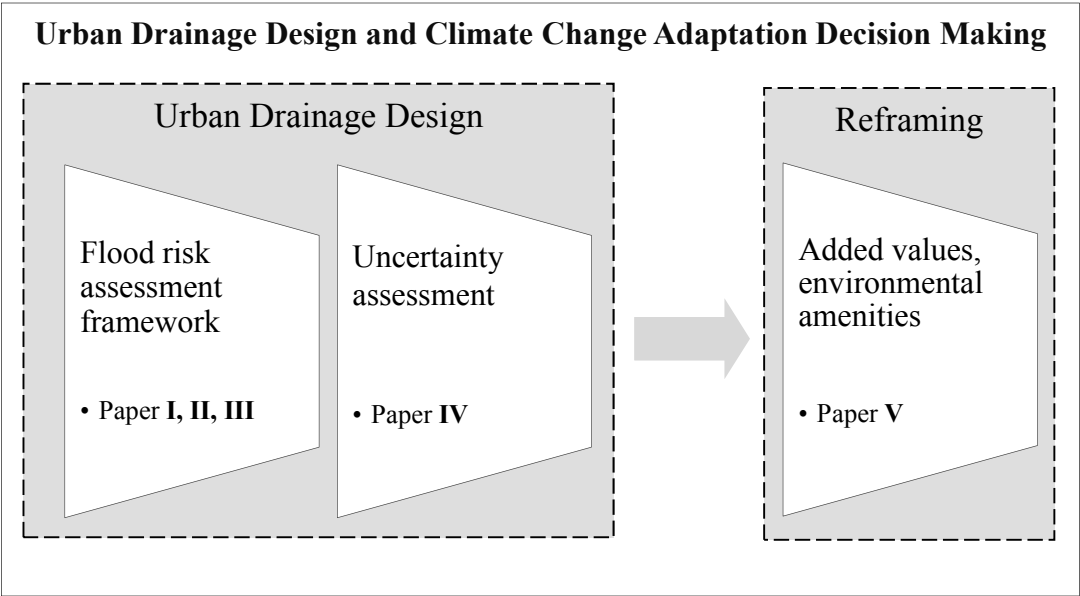 Urban Drainage Design and Climate Change Adaptation Decision Making
Urban Drainage Design
Flood risk
assessment
framework
• Paper I, II, III
Uncertainty
assessment
• Paper IV
Reframing
Added values,
environmental
amenities
• Paper V